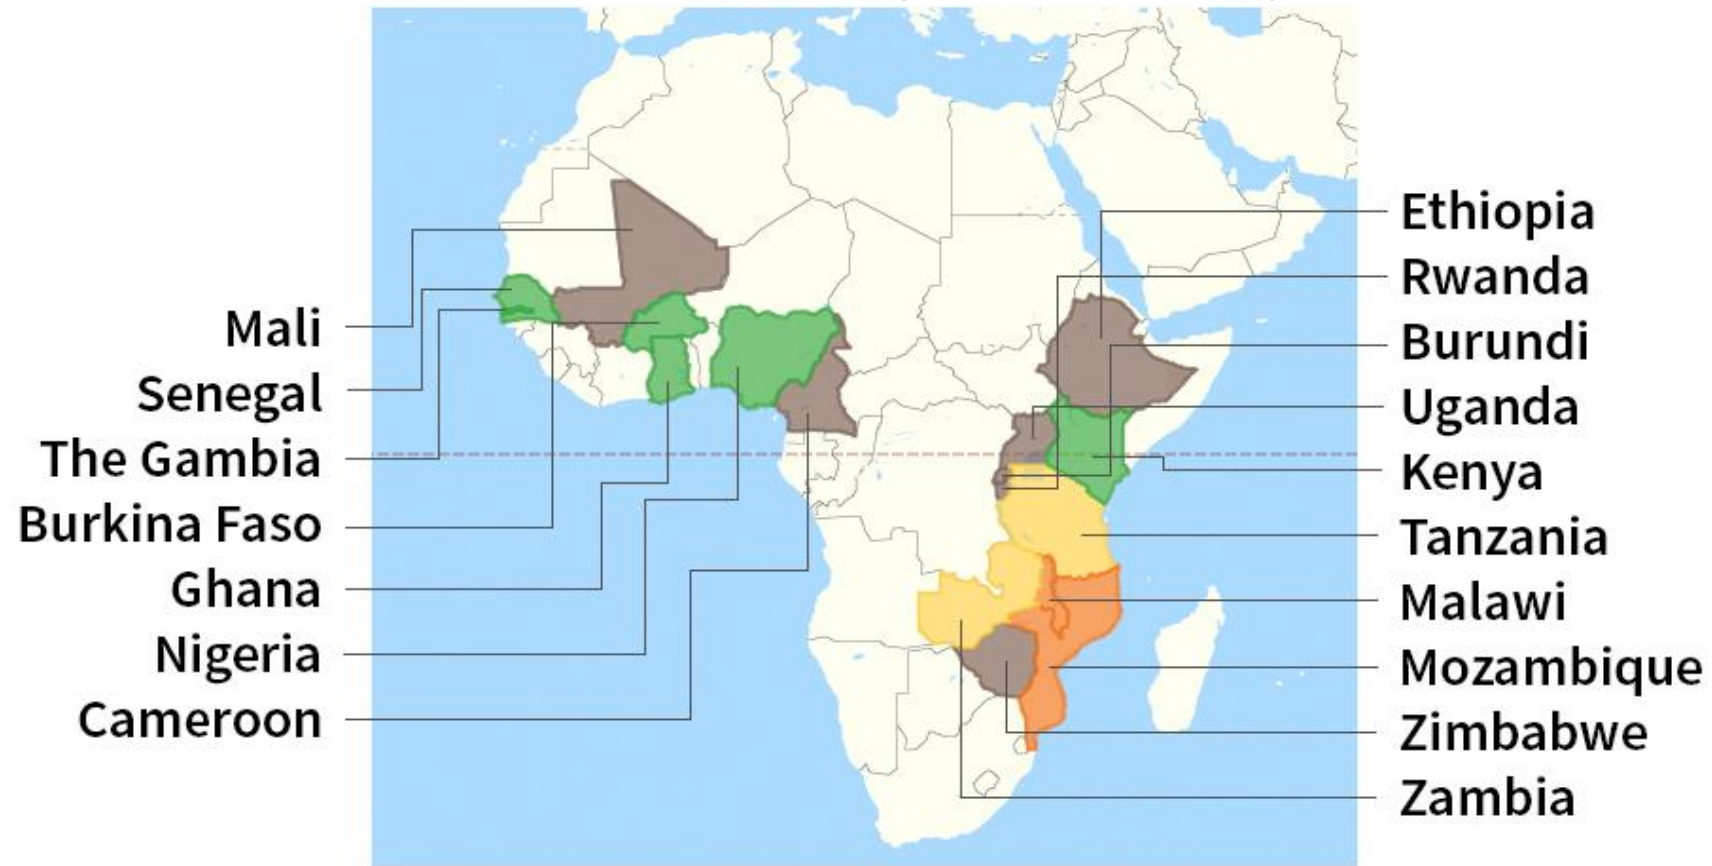 Mali
Senegal
The Gambia
Burkina Faso
Ghana
Nigeria
Cameroon
Ethiopia
Rwanda
Burundi
Uganda
Kenya
Tanzania
Malawi
Mozambique
Zimbabwe
Zambia